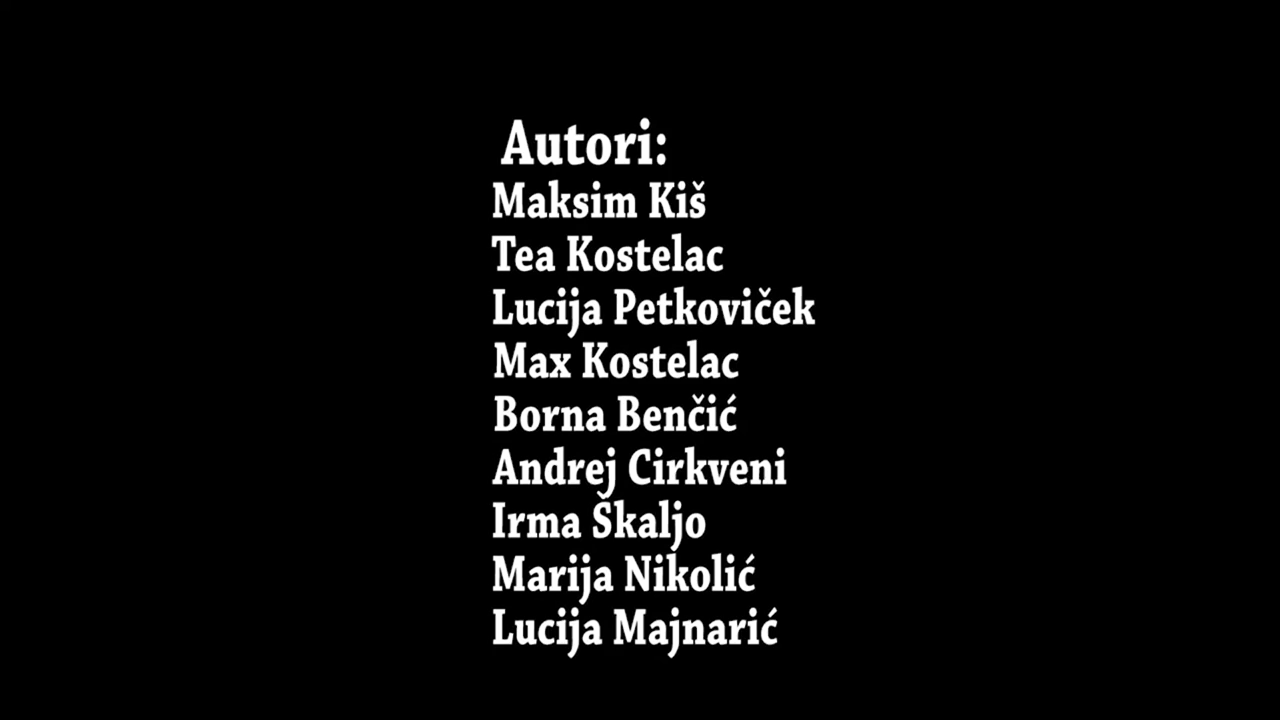 Autori:
Maksim Kiš
Tea Kostelac
Lucija Petkoviček
Max Kostelac
Borna Benčić
Andrej Cirkveni
Irma Škaljo
Marija Nikolić
Lucija Majnarić